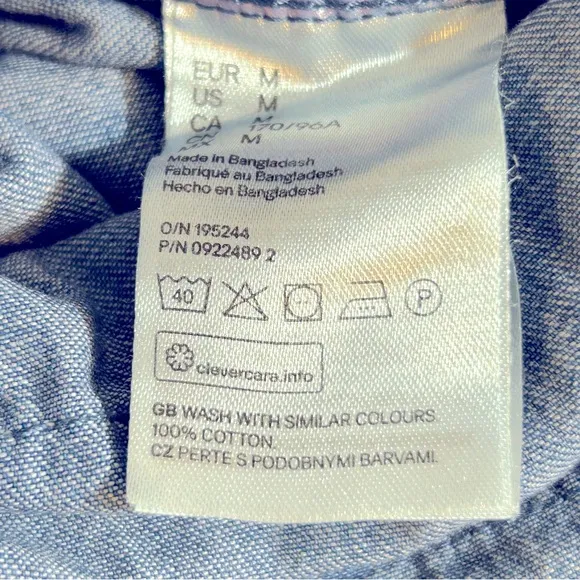 EUR M
US M
CA M
170/96A
M
Made in Bangladesh
Fabriqué au Bangladesh
Hecho en Bangladesh
O/N 195244
P/N 0922489 2
40 P
clevercare.info
GB WASH WITH SIMILAR COLOURS
100% COTTON.
CZ PERTE S PODOBNYMI BARVAMI.